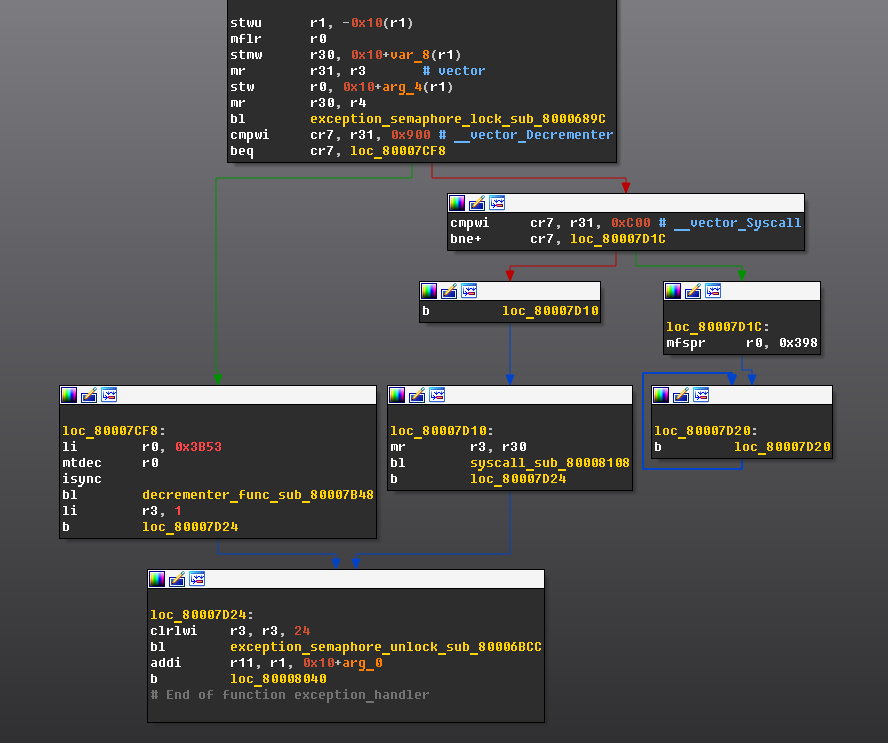 stwu r1, -0x10(r1)
mflr r0
stmw r30, 0x10+var_8(r1)
mr r31, r3 # vector
stw r0, 0x10+arg_4(r1)
mr r30, r4
bl exception_semaphore_lock_sub_8000689C
cmpwi cr7, r31, 0x900 # __vector_Decrementer
beq cr7, loc_80007CF8
cmpwi cr7, r31, 0xC00 # __vector_Syscall
bne+ cr7, loc_80007D1C
b loc_80007D10
loc_80007D1C:
mfspr r0, 0x398
loc_80007CF8:
li r0, 0x3B53
mtdec r0
isync
bl decrementer_func_sub_80007B48
li r3, 1
b loc_80007D24
loc_80007D10:
mr r3, r30
bl syscall_sub_80008108
b loc_80007D24
loc_80007D20:
b loc_80007D20
loc_80007D24:
clrlwi r3, r3, 24
bl exception_semaphore_unlock_sub_80006BCC
addi r11, r1, 0x10+arg_0
b loc_80008040
# End of function exception_handler